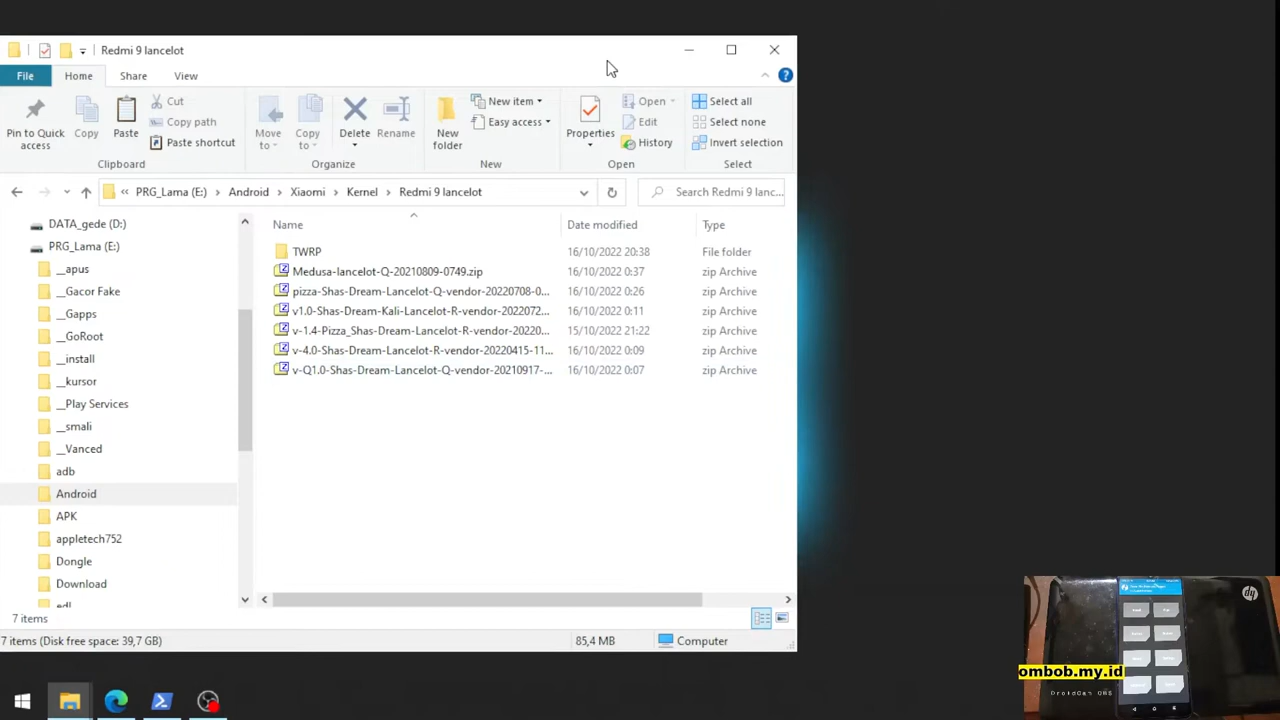 Redmi 9 lancelot
File
Home
Share
View
Pin to Quick access
Copy
Paste
Cut
Copy path
Paste shortcut
Clipboard
Move to
Copy to
Delete
Rename
Organize
New folder
New item
Easy access
New
Properties
Open
Edit
History
Open
Select all
Select none
Invert selection
Select
« PRG_Lama (E:) > Android > Xiaomi > Kernel > Redmi 9 lancelot
Search Redmi 9 lanc...
DATA_gede (D:)
PRG_Lama (E:)
__apus
__Gacor Fake
__Gapps
__GoRoot
__install
__kursor
__Play Services
__smali
__Vanced
adb
Android
APK
appletech752
Dongle
Download
edl
Name Date modified Type
TWRP 16/10/2022 20:38 File folder
Medusa-lancelot-Q-20210809-0749.zip 16/10/2022 0:37 zip Archive
pizza-Shas-Dream-Lancelot-Q-vendor-20220708-0... 16/10/2022 0:26 zip Archive
v1.0-Shas-Dream-Kali-Lancelot-R-vendor-2022072... 16/10/2022 0:11 zip Archive
v-1.4-Pizza_Shas-Dream-Lancelot-R-vendor-20220... 15/10/2022 21:22 zip Archive
v-4.0-Shas-Dream-Lancelot-R-vendor-20220415-11... 16/10/2022 0:09 zip Archive
v-Q1.0-Shas-Dream-Lancelot-Q-vendor-20210917-... 16/10/2022 0:07 zip Archive
7 items
7 items (Disk free space: 39,7 GB)
85,4 MB
Computer
hp
ombob.my.id
DroidCam OBS